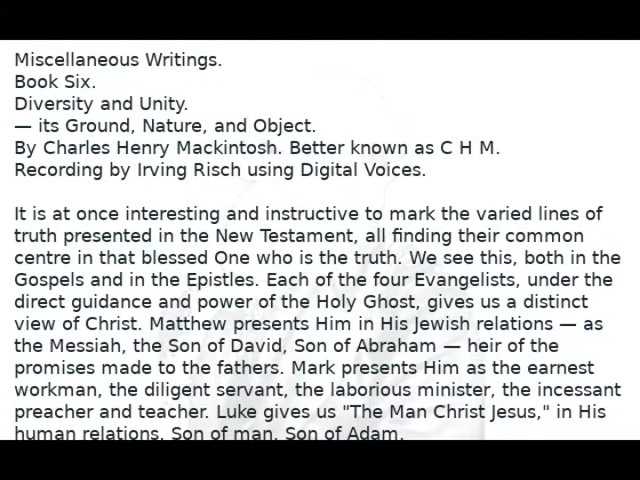 Miscellaneous Writings.
Book Six.
Diversity and Unity.
— its Ground, Nature, and Object.
By Charles Henry Mackintosh. Better known as C H M.
Recording by Irving Risch using Digital Voices.
It is at once interesting and instructive to mark the varied lines of
truth presented in the New Testament, all finding their common
centre in that blessed One who is the truth. We see this, both in the
Gospels and in the Epistles. Each of the four Evangelists, under the
direct guidance and power of the Holy Ghost, gives us a distinct
view of Christ. Matthew presents Him in His Jewish relations — as
the Messiah, the Son of David, Son of Abraham — heir of the
promises made to the fathers. Mark presents Him as the earnest
workman, the diligent servant, the laborious minister, the incessant
preacher and teacher. Luke gives us "The Man Christ Jesus," in His
human relations, Son of man, Son of Adam.